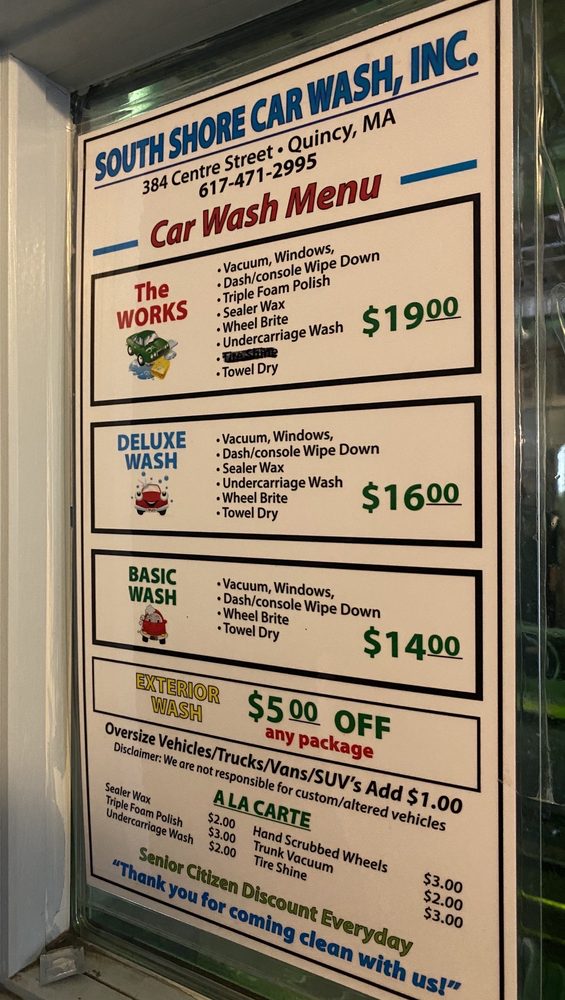 SOUTH SHORE CAR WASH, INC.
384 Centre Street • Quincy, MA
617-471-2995
Car Wash Menu
The
WORKS
• Vacuum, Windows,
• Dash/console Wipe Down
• Triple Foam Polish
• Sealer Wax
• Wheel Brite
• Undercarriage Wash
• Towel Dry
$1900
DELUXE
WASH
• Vacuum, Windows,
• Dash/console Wipe Down
• Sealer Wax
• Undercarriage Wash
• Wheel Brite
• Towel Dry
$1600
BASIC
WASH
• Vacuum, Windows,
• Dash/console Wipe Down
• Wheel Brite
• Towel Dry
$1400
EXTERIOR
WASH
$500 OFF
any package
Oversize Vehicles/Trucks/Vans/SUV's Add $1.00
Disclaimer: We are not responsible for custom/altered vehicles
A LA CARTE
Sealer Wax $2.00
Triple Foam Polish $3.00
Undercarriage Wash $2.00
Hand Scrubbed Wheels $3.00
Trunk Vacuum $2.00
Tire Shine $3.00
Senior Citizen Discount Everyday
"Thank you for coming clean with us!"